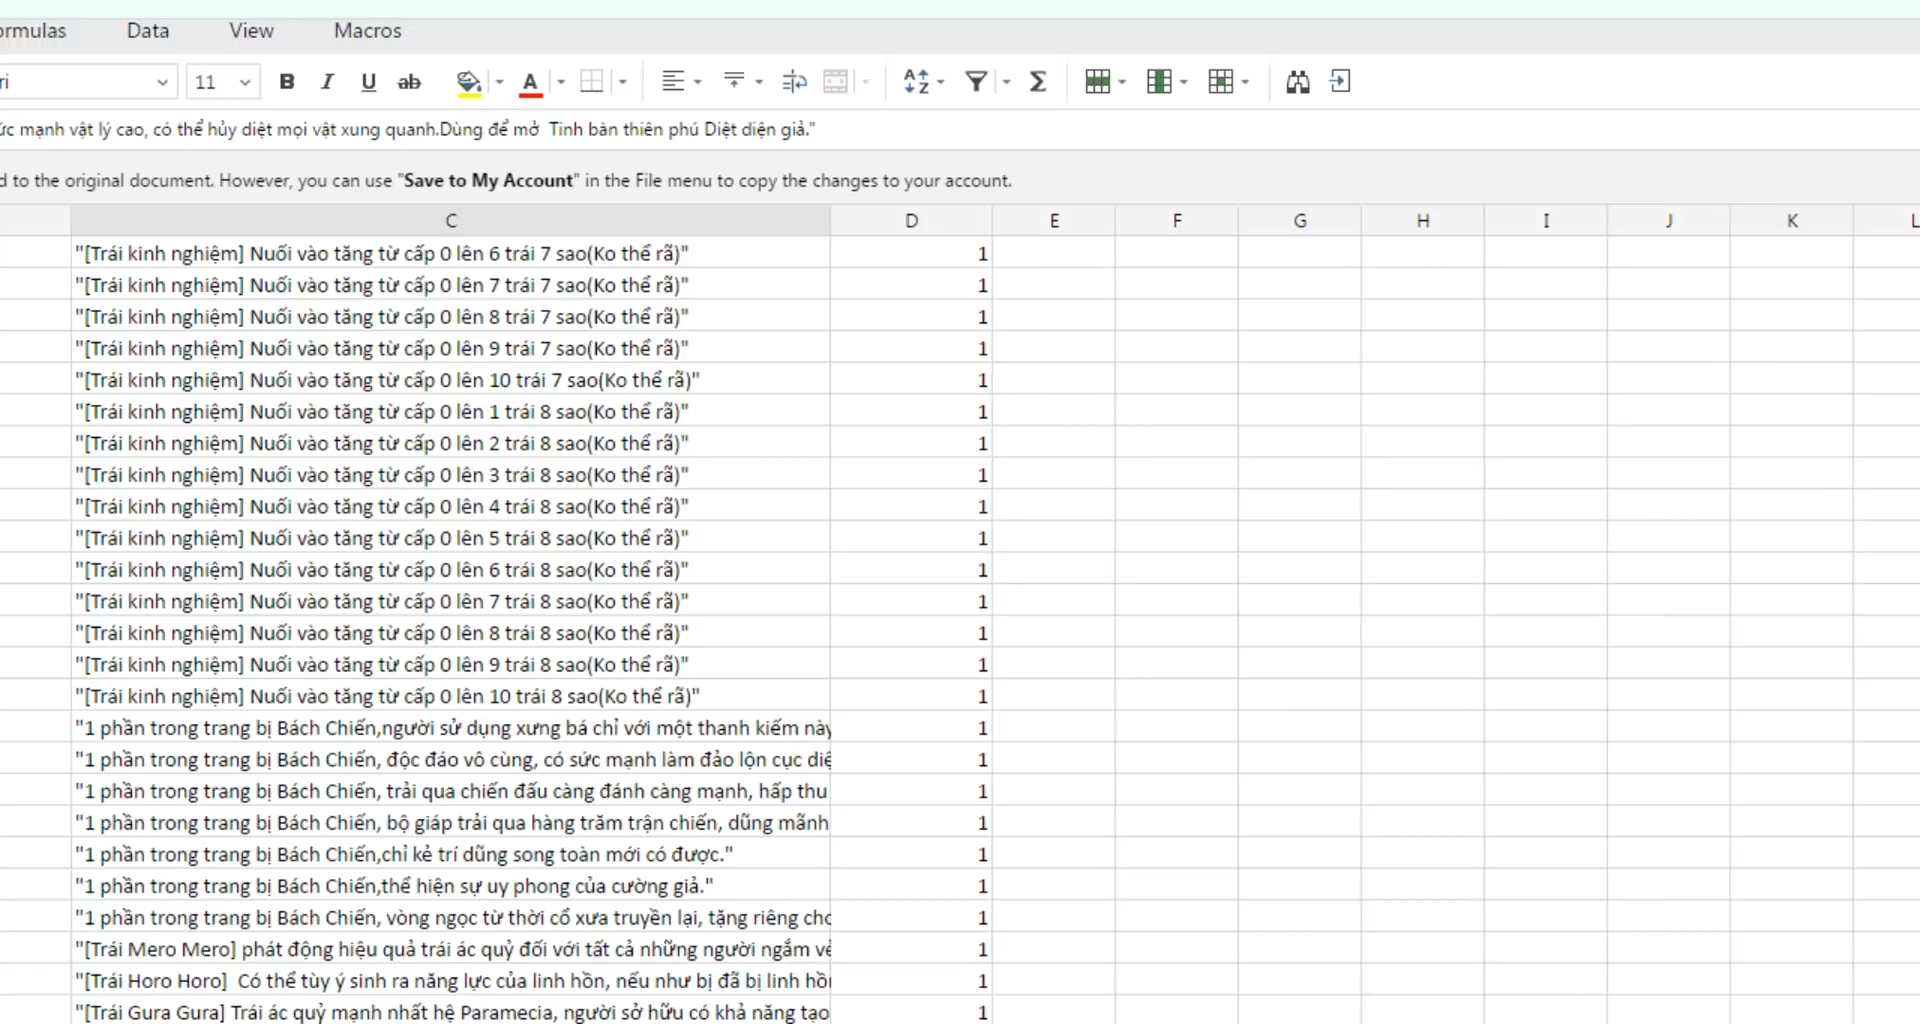 Data View Macros
11 B I U ab A A Z Σ
mạnh vật lý cao, có thể hủy diệt mọi vật xung quanh.Dùng để mở Tinh bàn thiên phú Diệt diện giả."
to the original document. However, you can use "Save to My Account" in the File menu to copy the changes to your account.
C D E F G H I J K L
"[Trái kinh nghiệm] Nuối vào tăng từ cấp 0 lên 6 trái 7 sao(Ko thể rã)" 1
"[Trái kinh nghiệm] Nuối vào tăng từ cấp 0 lên 7 trái 7 sao(Ko thể rã)" 1
"[Trái kinh nghiệm] Nuối vào tăng từ cấp 0 lên 8 trái 7 sao(Ko thể rã)" 1
"[Trái kinh nghiệm] Nuối vào tăng từ cấp 0 lên 9 trái 7 sao(Ko thể rã)" 1
"[Trái kinh nghiệm] Nuối vào tăng từ cấp 0 lên 10 trái 7 sao(Ko thể rã)" 1
"[Trái kinh nghiệm] Nuối vào tăng từ cấp 0 lên 1 trái 8 sao(Ko thể rã)" 1
"[Trái kinh nghiệm] Nuối vào tăng từ cấp 0 lên 2 trái 8 sao(Ko thể rã)" 1
"[Trái kinh nghiệm] Nuối vào tăng từ cấp 0 lên 3 trái 8 sao(Ko thể rã)" 1
"[Trái kinh nghiệm] Nuối vào tăng từ cấp 0 lên 4 trái 8 sao(Ko thể rã)" 1
"[Trái kinh nghiệm] Nuối vào tăng từ cấp 0 lên 5 trái 8 sao(Ko thể rã)" 1
"[Trái kinh nghiệm] Nuối vào tăng từ cấp 0 lên 6 trái 8 sao(Ko thể rã)" 1
"[Trái kinh nghiệm] Nuối vào tăng từ cấp 0 lên 7 trái 8 sao(Ko thể rã)" 1
"[Trái kinh nghiệm] Nuối vào tăng từ cấp 0 lên 8 trái 8 sao(Ko thể rã)" 1
"[Trái kinh nghiệm] Nuối vào tăng từ cấp 0 lên 9 trái 8 sao(Ko thể rã)" 1
"[Trái kinh nghiệm] Nuối vào tăng từ cấp 0 lên 10 trái 8 sao(Ko thể rã)" 1
"1 phần trong trang bị Bách Chiến,người sử dụng xưng bá chỉ với một thanh kiếm này 1
"1 phần trong trang bị Bách Chiến, độc đáo vô cùng, có sức mạnh làm đảo lộn cục 1
"1 phần trong trang bị Bách Chiến, trải qua chiến đấu càng đánh càng mạnh, hấp thu 1
"1 phần trong trang bị Bách Chiến, bộ giáp trải qua hàng trăm trận chiến, dũng mãnh 1
"1 phần trong trang bị Bách Chiến,chỉ kẻ trí dũng song toàn mới có được." 1
"1 phần trong trang bị Bách Chiến,thể hiện sự uy phong của cường giả." 1
"1 phần trong trang bị Bách Chiến, vòng ngọc từ thời cổ xưa truyền lại, tặng riêng 1
"[Trái Mero Mero] phát động hiệu quả trái ác quỷ đối với tất cả những người ngắm 1
"[Trái Horo Horo] Có thể tùy ý sinh ra năng lực của linh hồn, nếu như bị đã bị linh 1
"[Trái Gura Gura] Trái ác quỷ mạnh nhất hệ Paramecia, người sở hữu có khả năng tạo 1